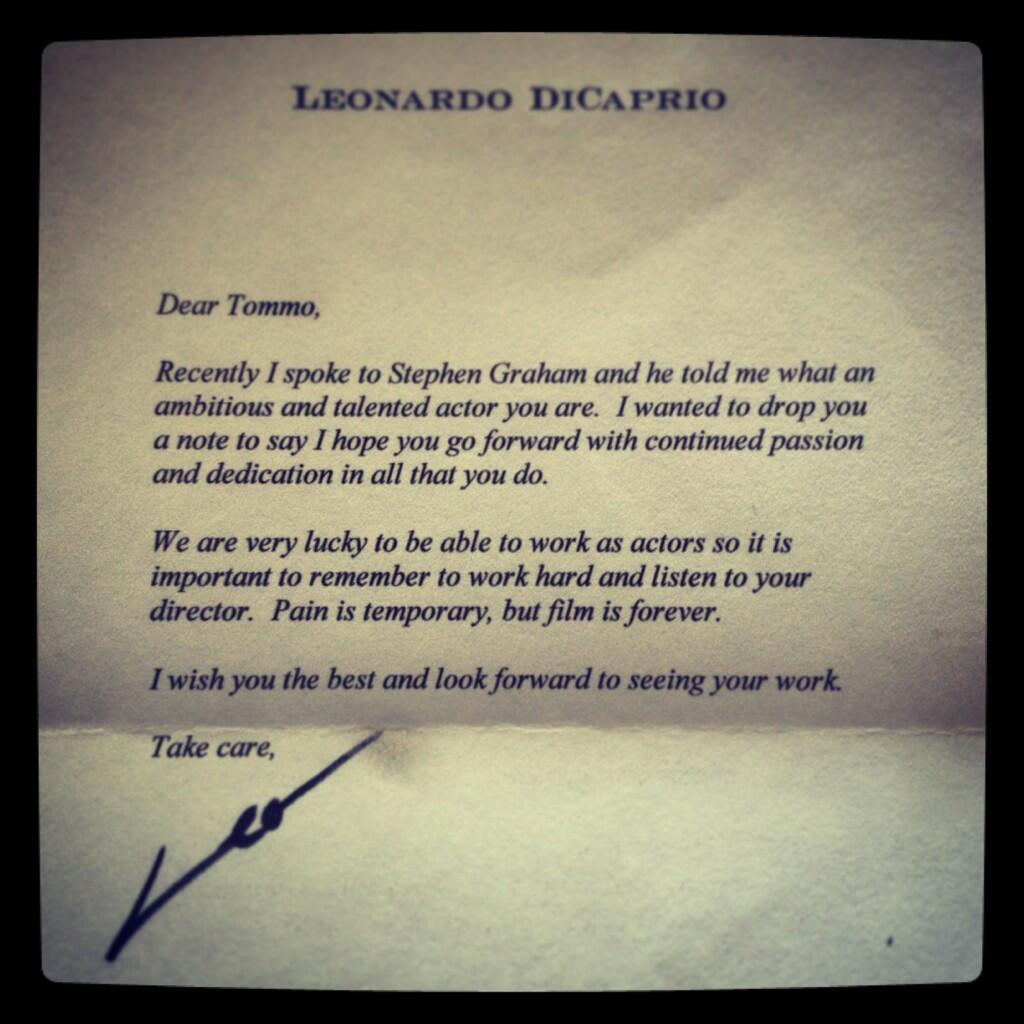 LEONARDO DICAPRIO
Dear Tommo,
Recently I spoke to Stephen Graham and he told me what an
ambitious and talented actor you are.  I wanted to drop you
a note to say I hope you go forward with continued passion
and dedication in all that you do.
We are very lucky to be able to work as actors so it is
important to remember to work hard and listen to your
director.  Pain is temporary, but film is forever.
I wish you the best and look forward to seeing your work.
Take care,
Leo